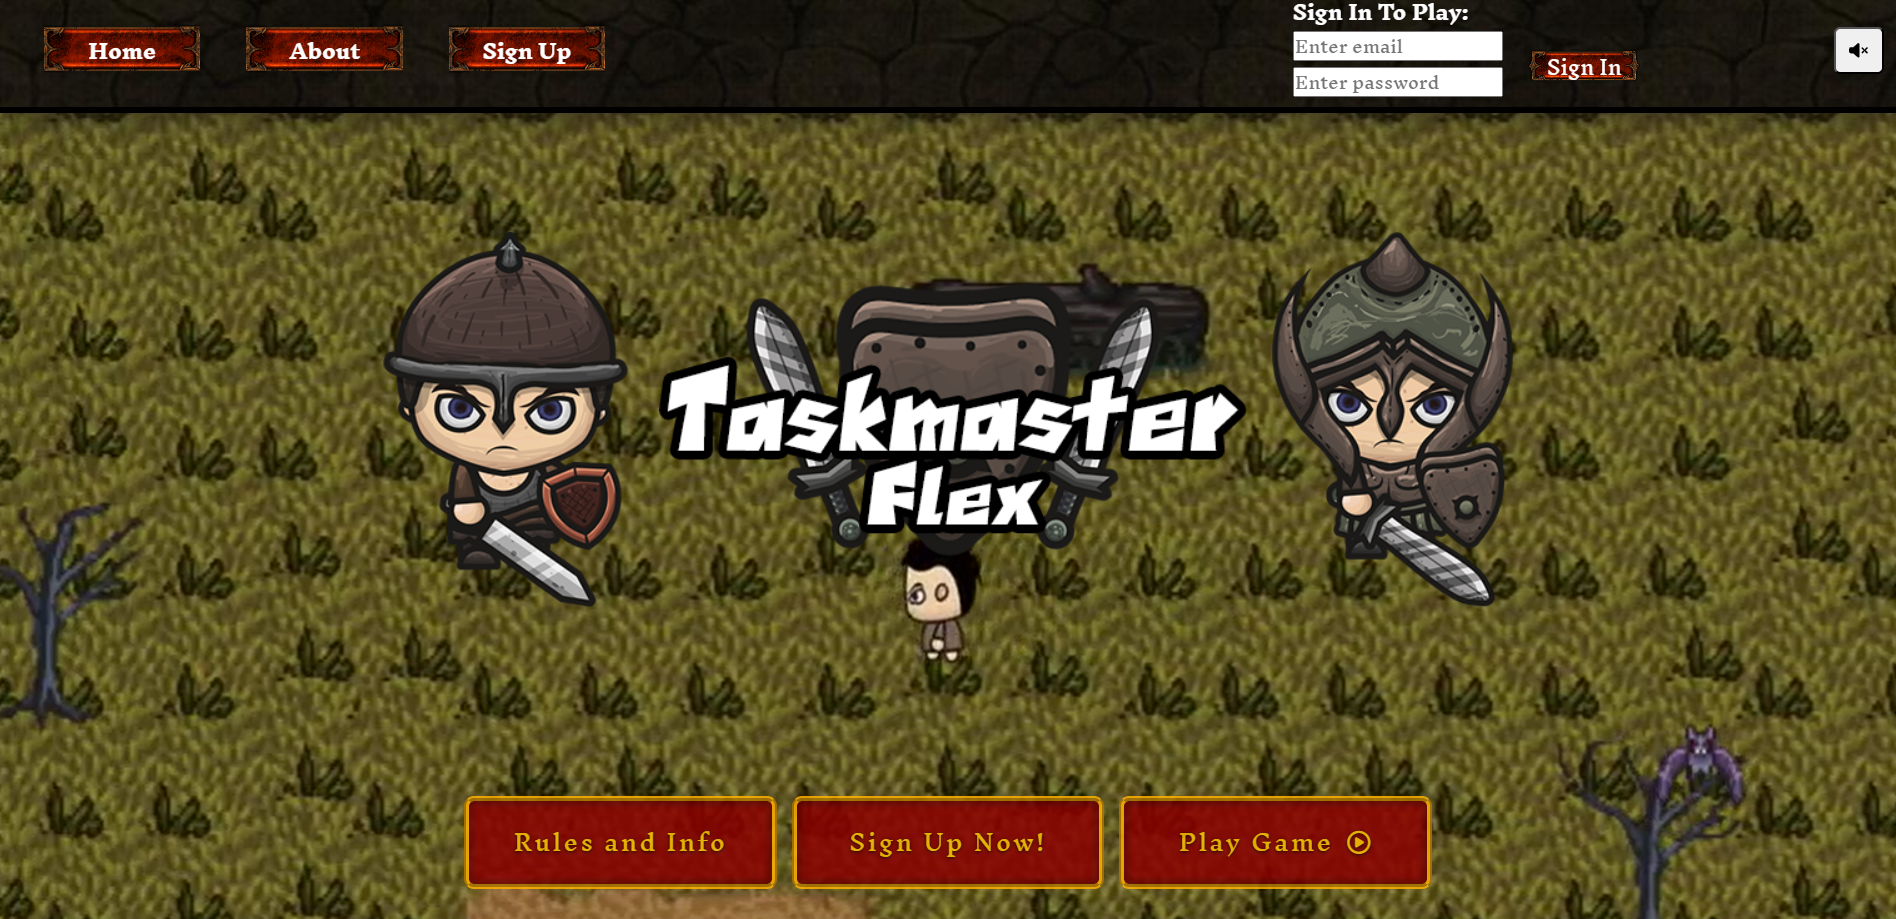 Home
About
Sign Up
Sign In To Play:
Enter email
Enter password
Sign In
Taskmaster
Flex
Rules and Info
Sign Up Now!
Play Game